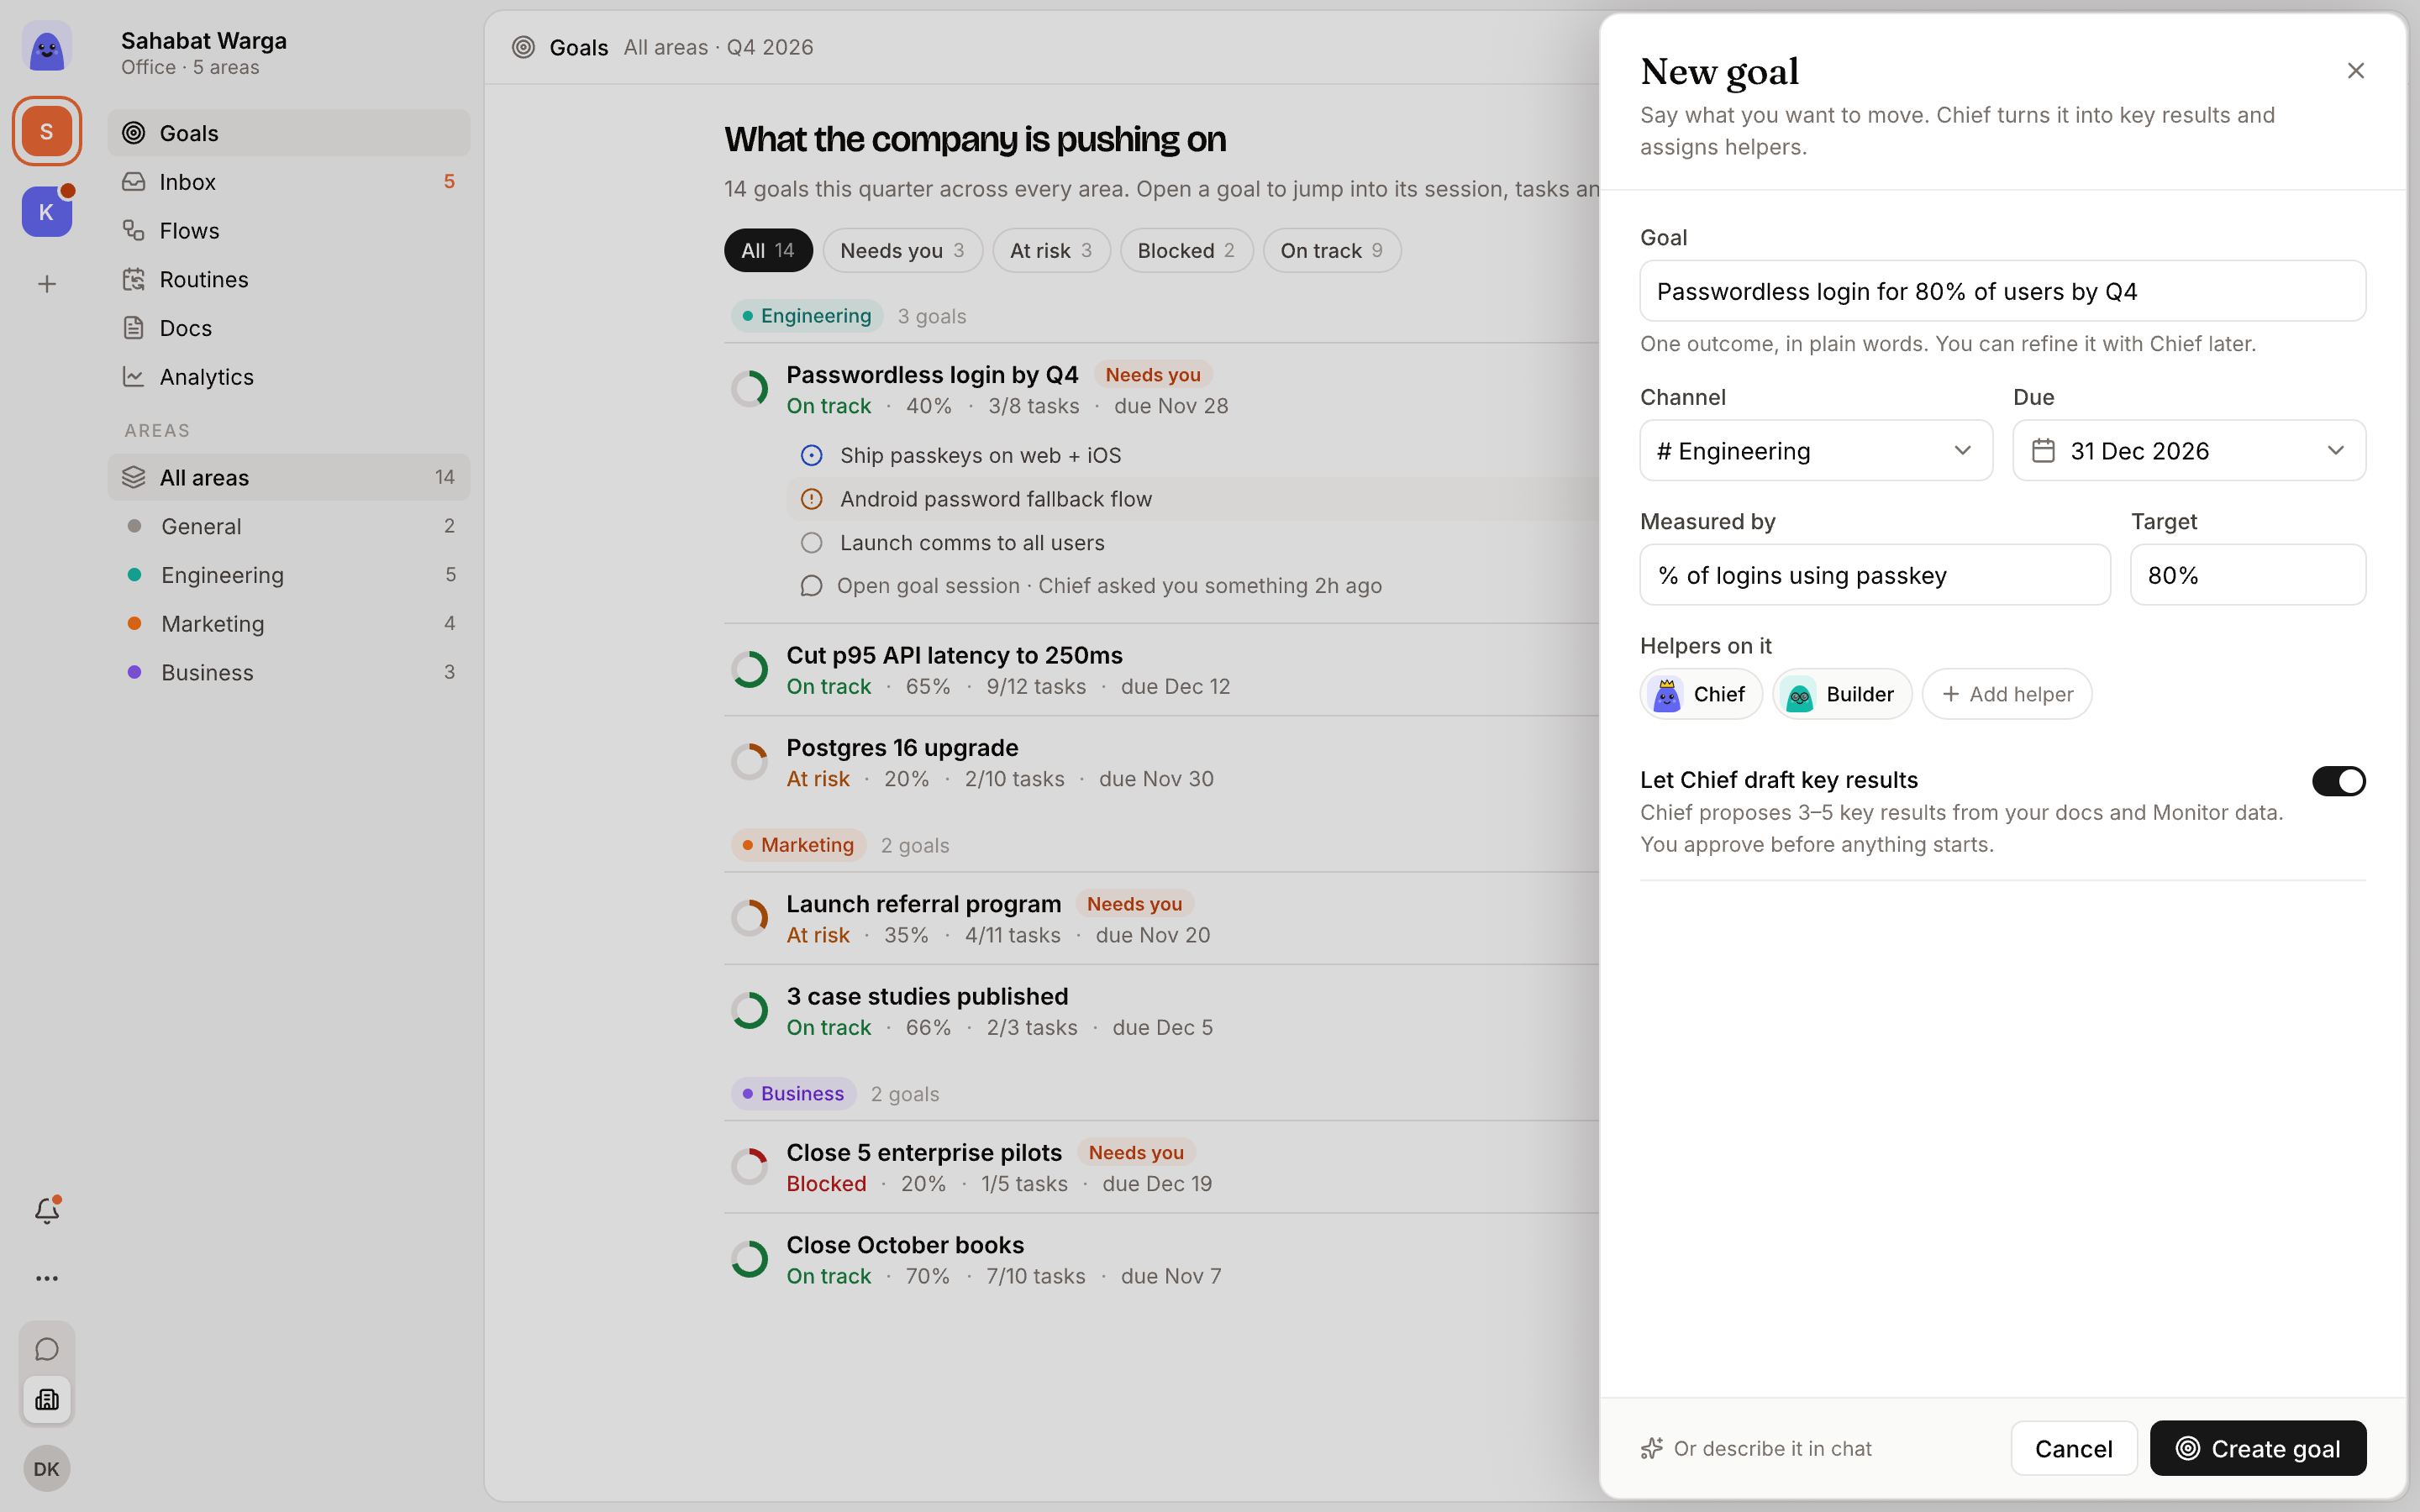 Sahabat Warga
Office · 5 areas
S
K
Goals
Inbox 5
Flows
Routines
Docs
Analytics
AREAS
All areas 14
General 2
Engineering 5
Marketing 4
Business 3
DK
Goals All areas · Q4 2026
What the company is pushing on
14 goals this quarter across every area. Open a goal to jump into its session, tasks
All 14 Needs you 3 At risk 3 Blocked 2 On track 9
Engineering 3 goals
Passwordless login by Q4 Needs you
On track · 40% · 3/8 tasks · due Nov 28
Ship passkeys on web + iOS
Android password fallback flow
Launch comms to all users
Open goal session · Chief asked you something 2h ago
Cut p95 API latency to 250ms
On track · 65% · 9/12 tasks · due Dec 12
Postgres 16 upgrade
At risk · 20% · 2/10 tasks · due Nov 30
Marketing 2 goals
Launch referral program Needs you
At risk · 35% · 4/11 tasks · due Nov 20
3 case studies published
On track · 66% · 2/3 tasks · due Dec 5
Business 2 goals
Close 5 enterprise pilots Needs you
Blocked · 20% · 1/5 tasks · due Dec 19
Close October books
On track · 70% · 7/10 tasks · due Nov 7
New goal
Say what you want to move. Chief turns it into key results and
assigns helpers.
Goal
Passwordless login for 80% of users by Q4
One outcome, in plain words. You can refine it with Chief later.
Channel Due
# Engineering 31 Dec 2026
Measured by Target
% of logins using passkey 80%
Helpers on it
Chief Builder + Add helper
Let Chief draft key results
Chief proposes 3–5 key results from your docs and Monitor data.
You approve before anything starts.
Or describe it in chat Cancel Create goal